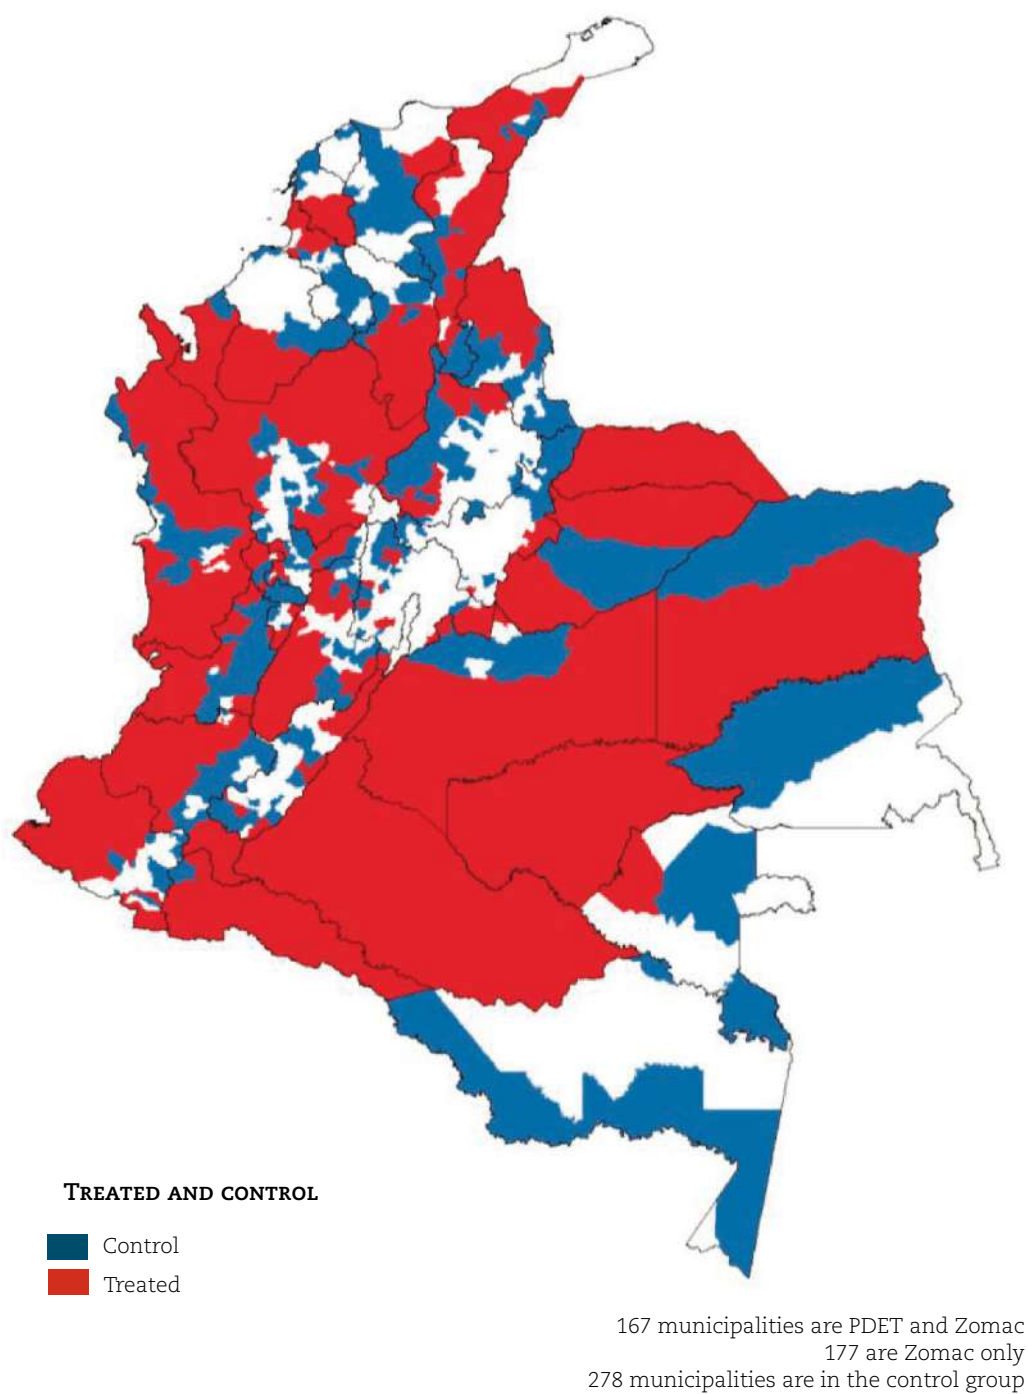 Treated and control
Control
Treated
167 municipalities are PDET and Zomac
177 are Zomac only
278 municipalities are in the control group